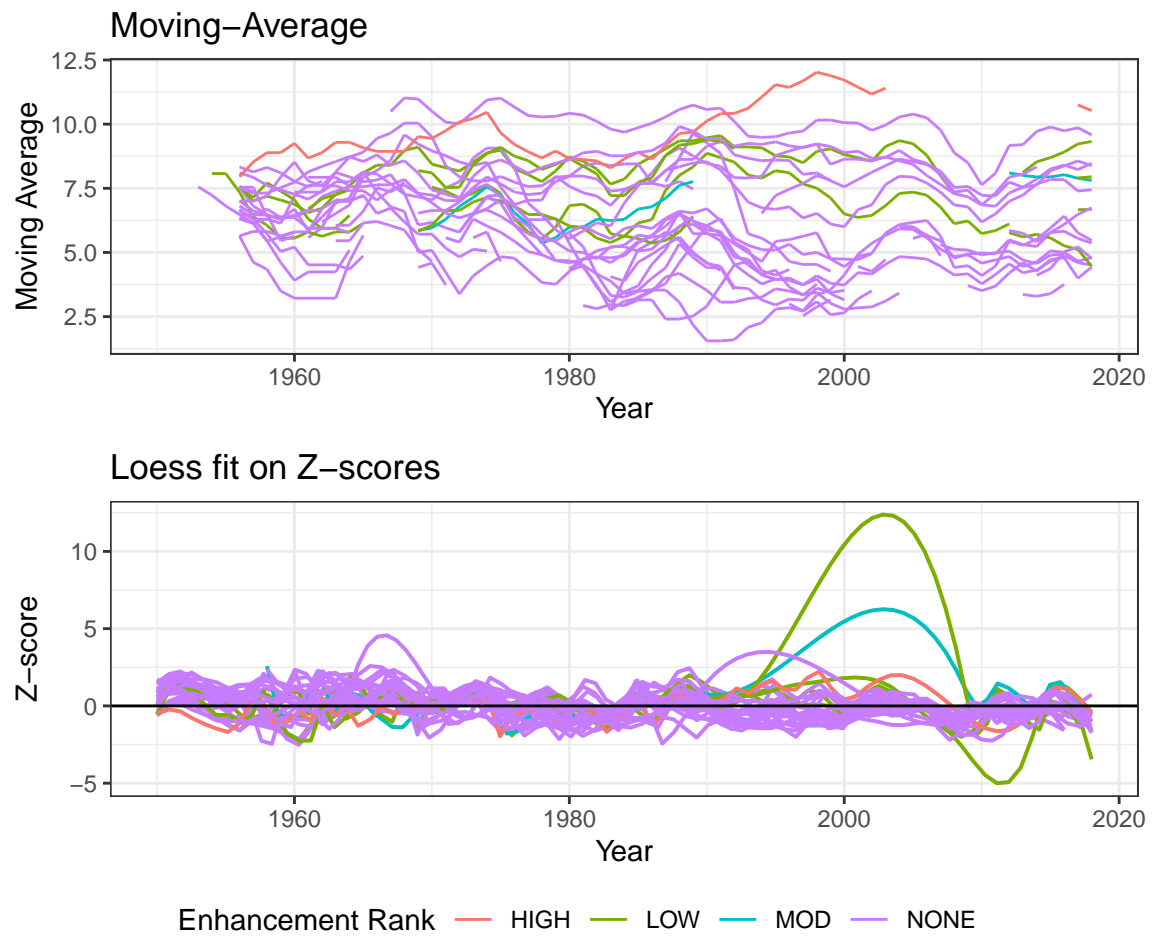 Moving−Average
12.5
10.0
7.5
5.0
2.5
Moving Average
1960 1980 2000 2020
Year
Loess fit on Z−scores
10
5
0
−5
Z−score
1960 1980 2000 2020
Year
Enhancement Rank HIGH LOW MOD NONE